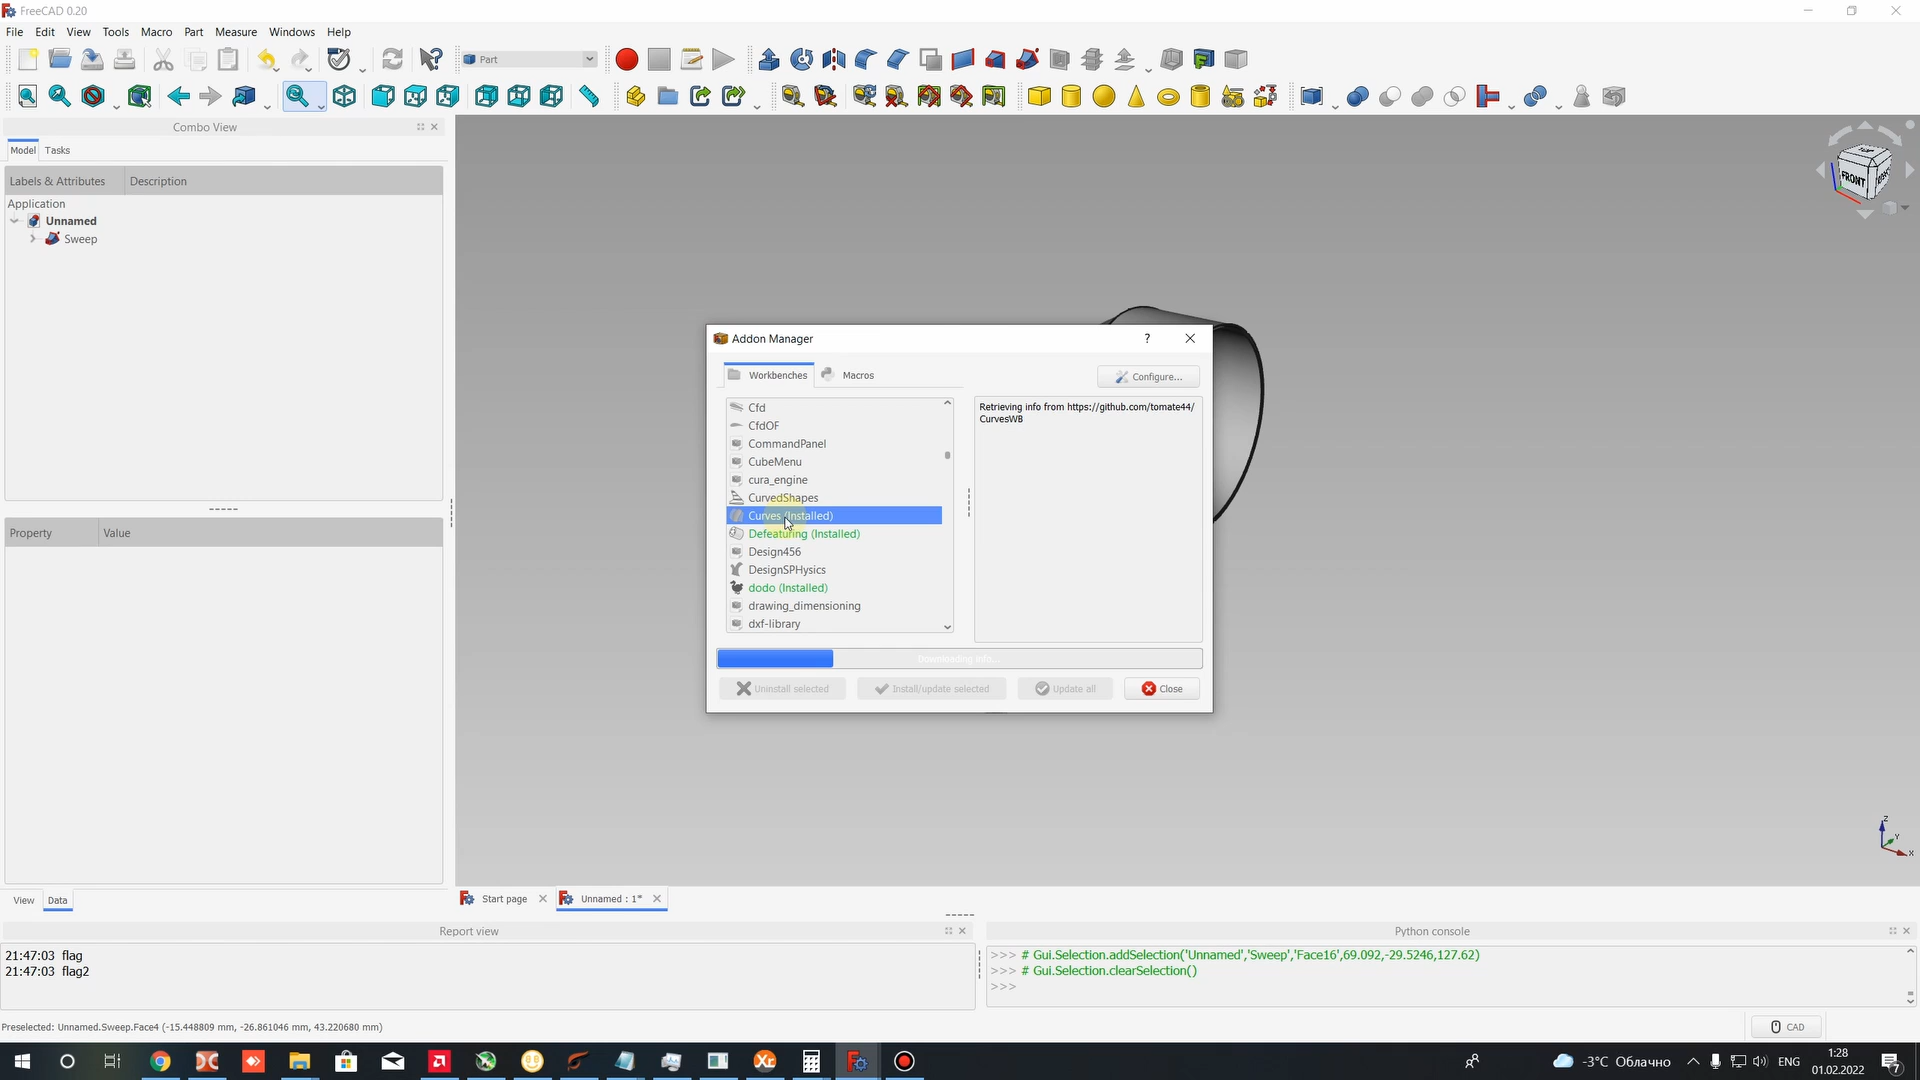 FreeCAD 0.20
File Edit View Tools Macro Part Measure Windows Help
Part
Combo View
Model Tasks
Labels & Attributes Description
Application
Unnamed
Sweep
Property Value
View Data
TOP
FRONT
Addon Manager
?
Workbenches Macros Configure...
Cfd
CfdOF
CommandPanel
CubeMenu
cura_engine
CurvedShapes
Curves (Installed)
Defeaturing (Installed)
Design456
DesignSPHysics
dodo (Installed)
drawing_dimensioning
dxf-library
Retrieving info from https://github.com/tomate44/
CurvesWB
Downloading info...
Uninstall selected Install/update selected Update all Close
Z
Y
X
Start page Unnamed : 1*
Report view
21:47:03 flag
21:47:03 flag2
Python console
>>> # Gui.Selection.addSelection('Unnamed','Sweep','Face16',69.092,-29.5246,127.62)
>>> # Gui.Selection.clearSelection()
>>>
Preselected: Unnamed.Sweep.Face4 (-15.448809 mm, -26.861046 mm, 43.220680 mm)
CAD
Xr
-3°C Облачно ENG 1:28
01.02.2022
7